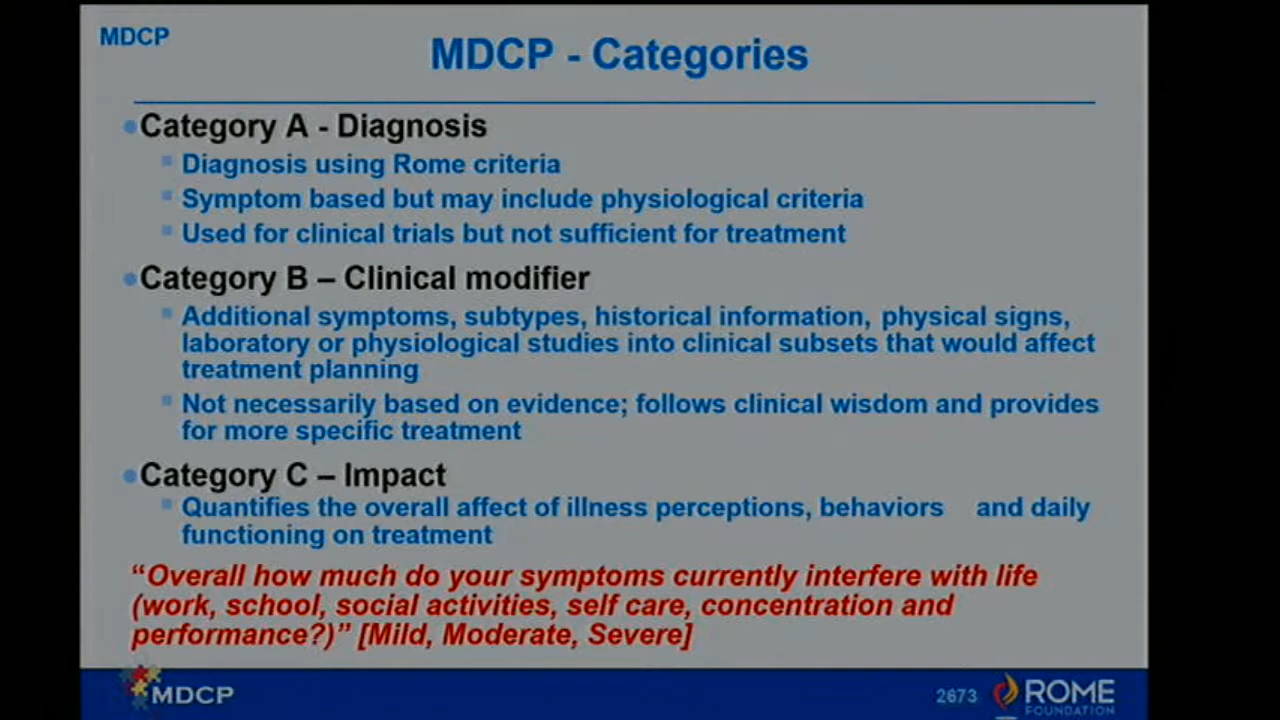 MDCP
MDCP - Categories
Category A - Diagnosis
Diagnosis using Rome criteria
Symptom based but may include physiological criteria
Used for clinical trials but not sufficient for treatment
Category B – Clinical modifier
Additional symptoms, subtypes, historical information, physical signs,
laboratory or physiological studies into clinical subsets that would affect
treatment planning
Not necessarily based on evidence; follows clinical wisdom and provides
for more specific treatment
Category C – Impact
Quantifies the overall affect of illness perceptions, behaviors and daily
functioning on treatment
“Overall how much do your symptoms currently interfere with life
(work, school, social activities, self care, concentration and
performance?)” [Mild, Moderate, Severe]
MDCP
2673
ROME
FOUNDATION